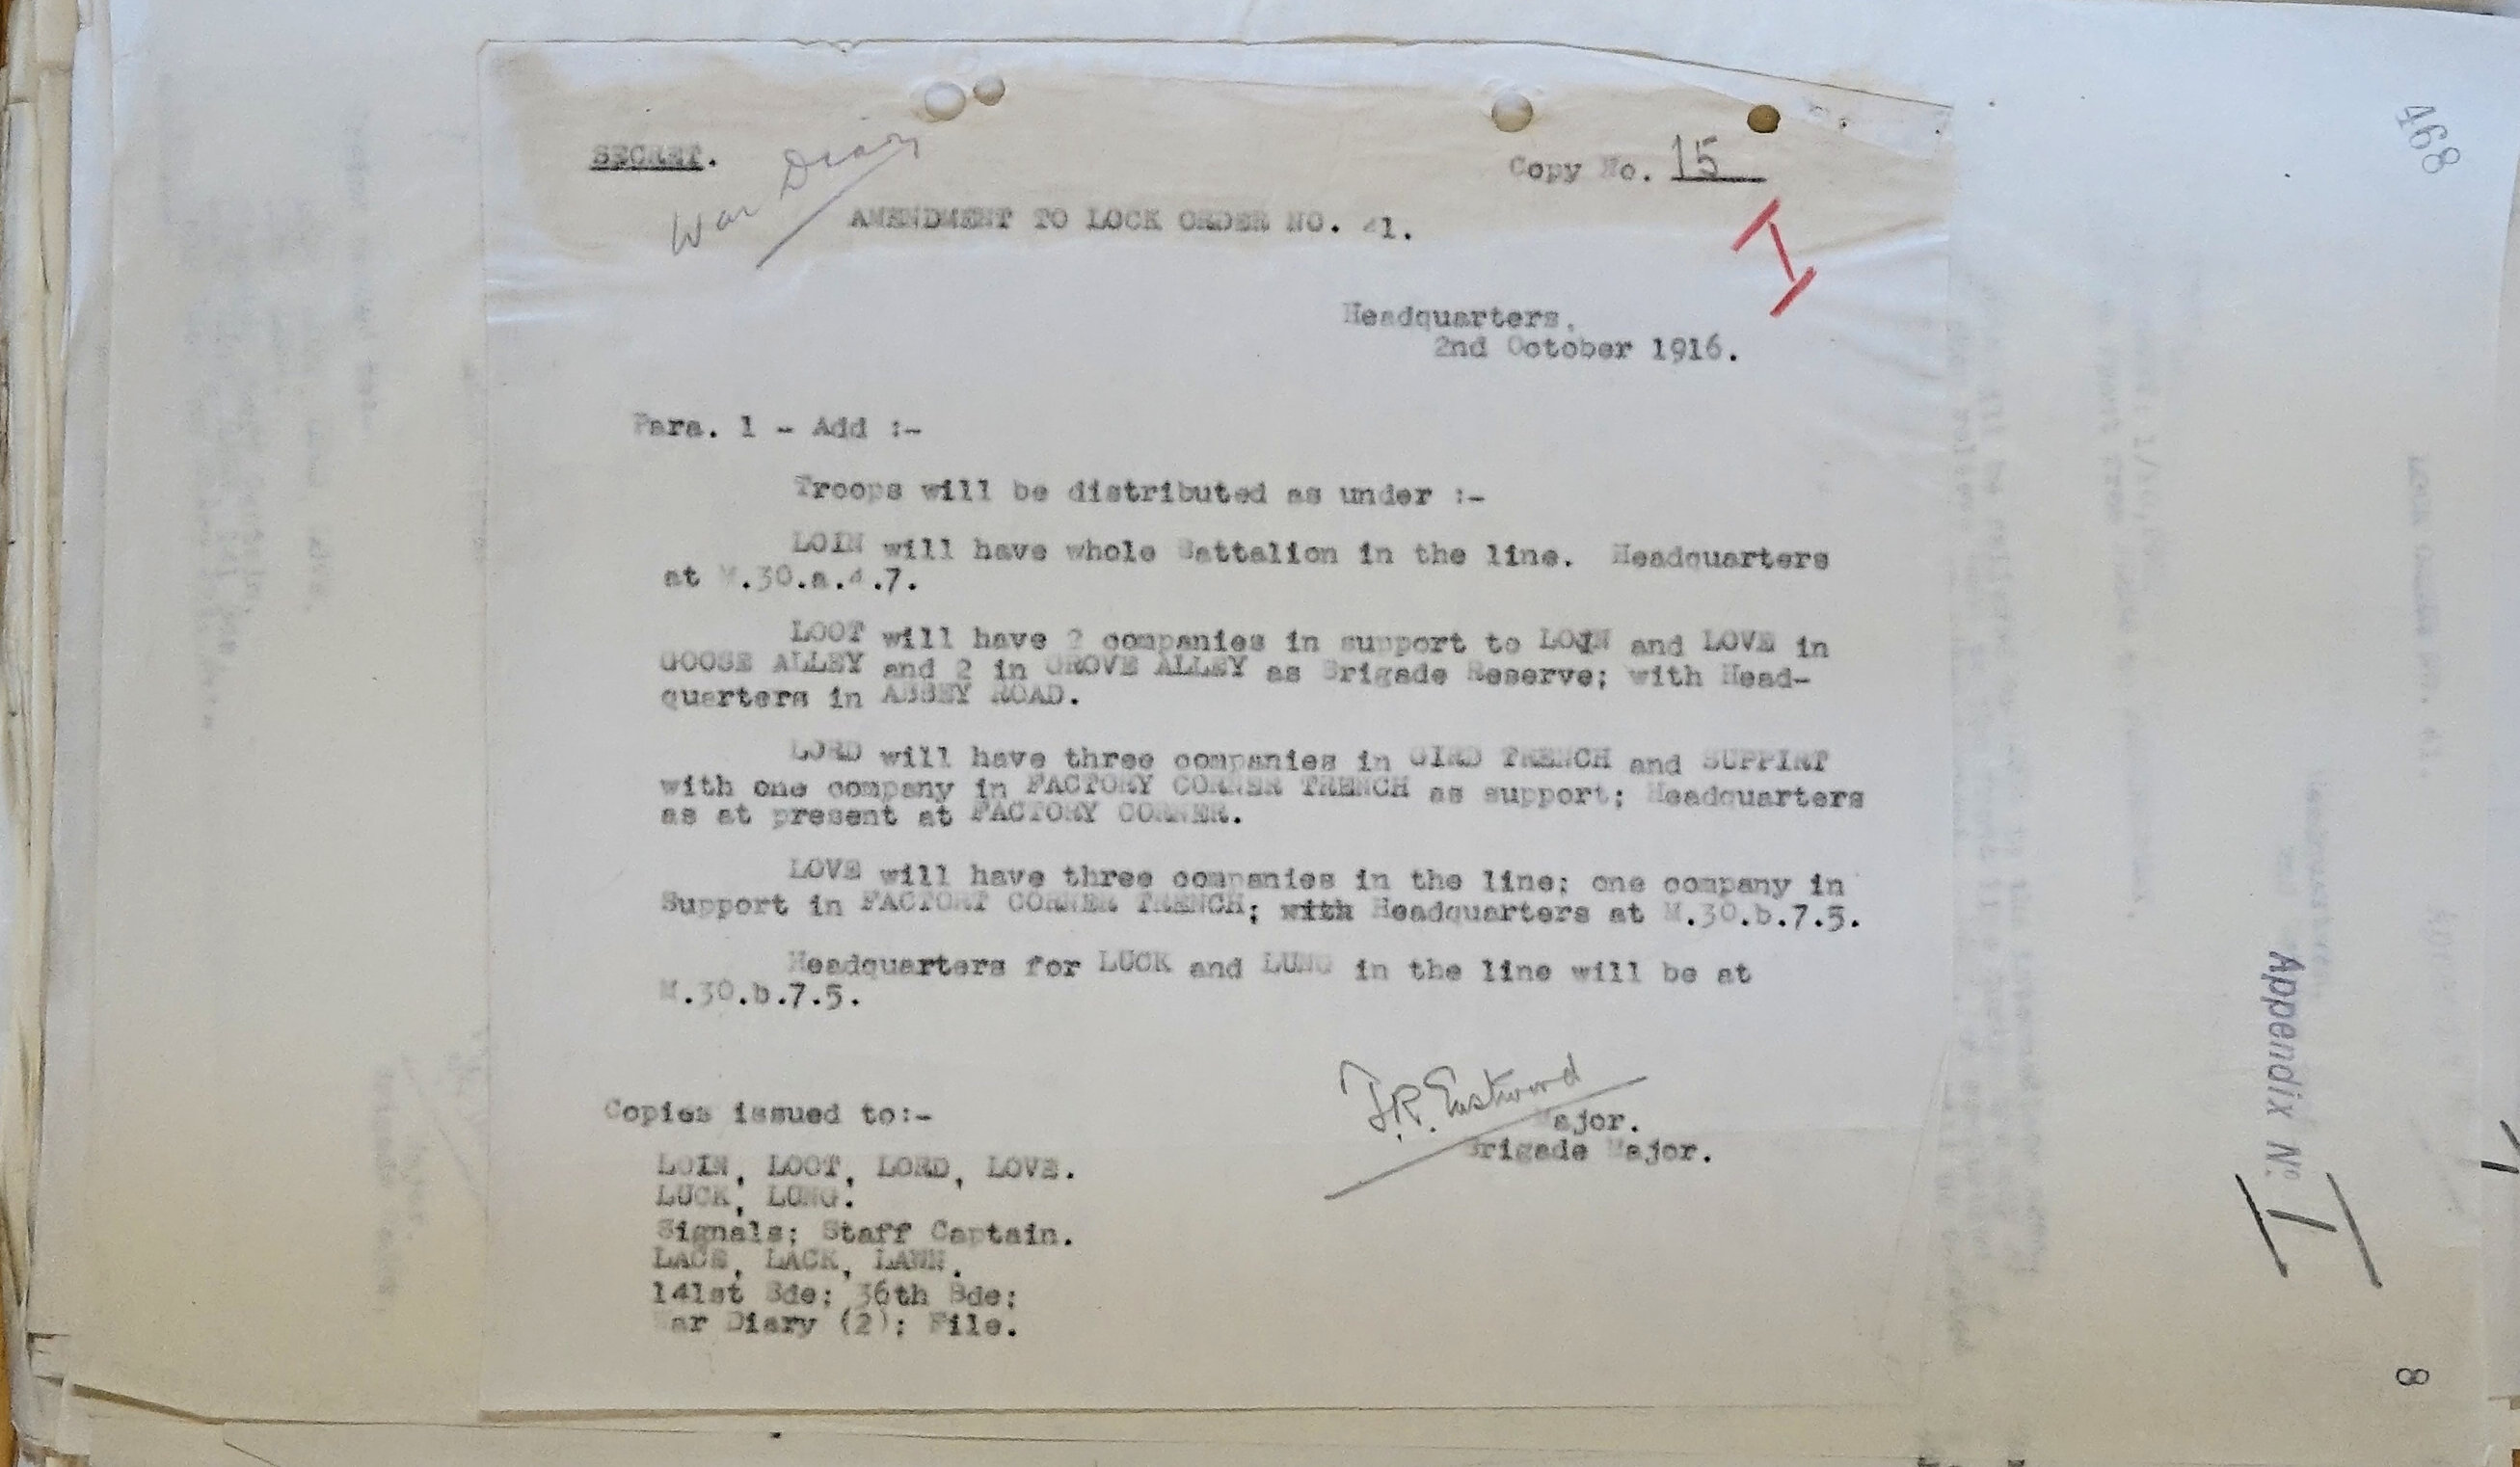 468
SECRET.
War Diary
Copy No. 15
AMENDMENT TO LOCK ORDER NO. 41.
I
Headquarters,
2nd October 1916.
Para. 1 - Add :-
Troops will be distributed as under :-
LOIN will have whole Battalion in the line. Headquarters
at M.30.a.4.7.
LOOT will have 2 companies in support to LOIN and LOVE in
GOOSE ALLEY and 2 in GROVE ALLEY as Brigade Reserve; with Head-
quarters in ABBEY ROAD.
LORD will have three companies in GIRD TRENCH and SUPPIRT
with one company in FACTORY CORNER TRENCH as support; Headquarters
as at present at FACTORY CORNER.
LOVE will have three companies in the line; one company in
Support in FACTORY CORNER TRENCH; with Headquarters at M.30.b.7.5.
Headquarters for LUCK and LUNG in the line will be at
M.30.b.7.5.
F.R. Eastwood
Major.
Brigade Major.
Copies issued to:-
LOIN, LOOT, LORD, LOVE.
LUCK, LUNG.
Signals; Staff Captain.
LACE, LACK, LAWN.
141st Bde; 36th Bde;
War Diary (2); File.
Appendix No I
8